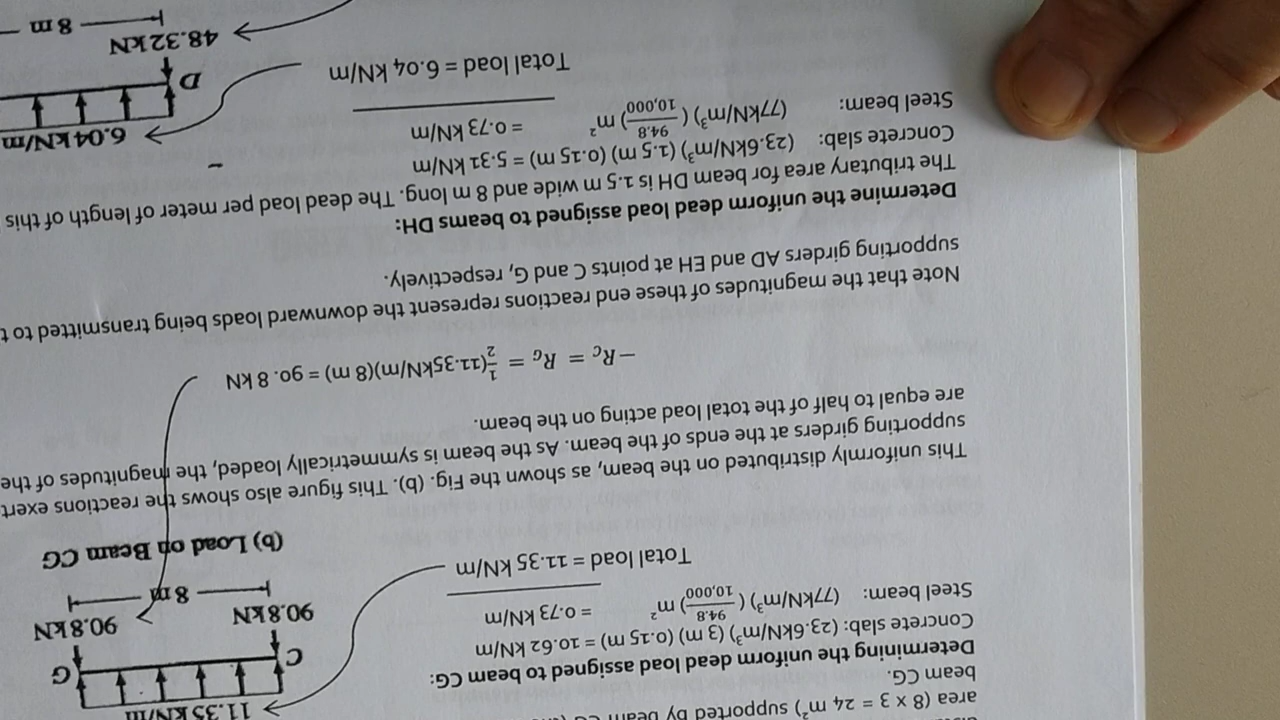 area (8 x 3 = 24 m²) supported by beam
beam CG.
Determining the uniform dead load assigned to beam CG:
Concrete slab: (23.6kN/m³) (3 m) (0.15 m) = 10.62 kN/m
Steel beam: (77kN/m³) (94.8/10,000) m² = 0.73 kN/m
Total load = 11.35 kN/m
11.35 kN/m
C
G
90.8 kN
90.8 kN
8 m
(b) Load on Beam CG
This uniformly distributed on the beam, as shown the Fig. (b). This figure also shows the reactions exert
supporting girders at the ends of the beam. As the beam is symmetrically loaded, the magnitudes of the
are equal to half of the total load acting on the beam.
−R_C = R_G = 1/2 (11.35kN/m)(8 m) = 90. 8 kN
Note that the magnitudes of these end reactions represent the downward loads being transmitted to t
supporting girders AD and EH at points C and G, respectively.
Determine the uniform dead load assigned to beams DH:
The tributary area for beam DH is 1.5 m wide and 8 m long. The dead load per meter of length of this
Concrete slab: (23.6kN/m³) (1.5 m) (0.15 m) = 5.31 kN/m
Steel beam: (77kN/m³) (94.8/10,000) m² = 0.73 kN/m
Total load = 6.04 kN/m
6.04 kN/m
D
48.32 kN
8 m